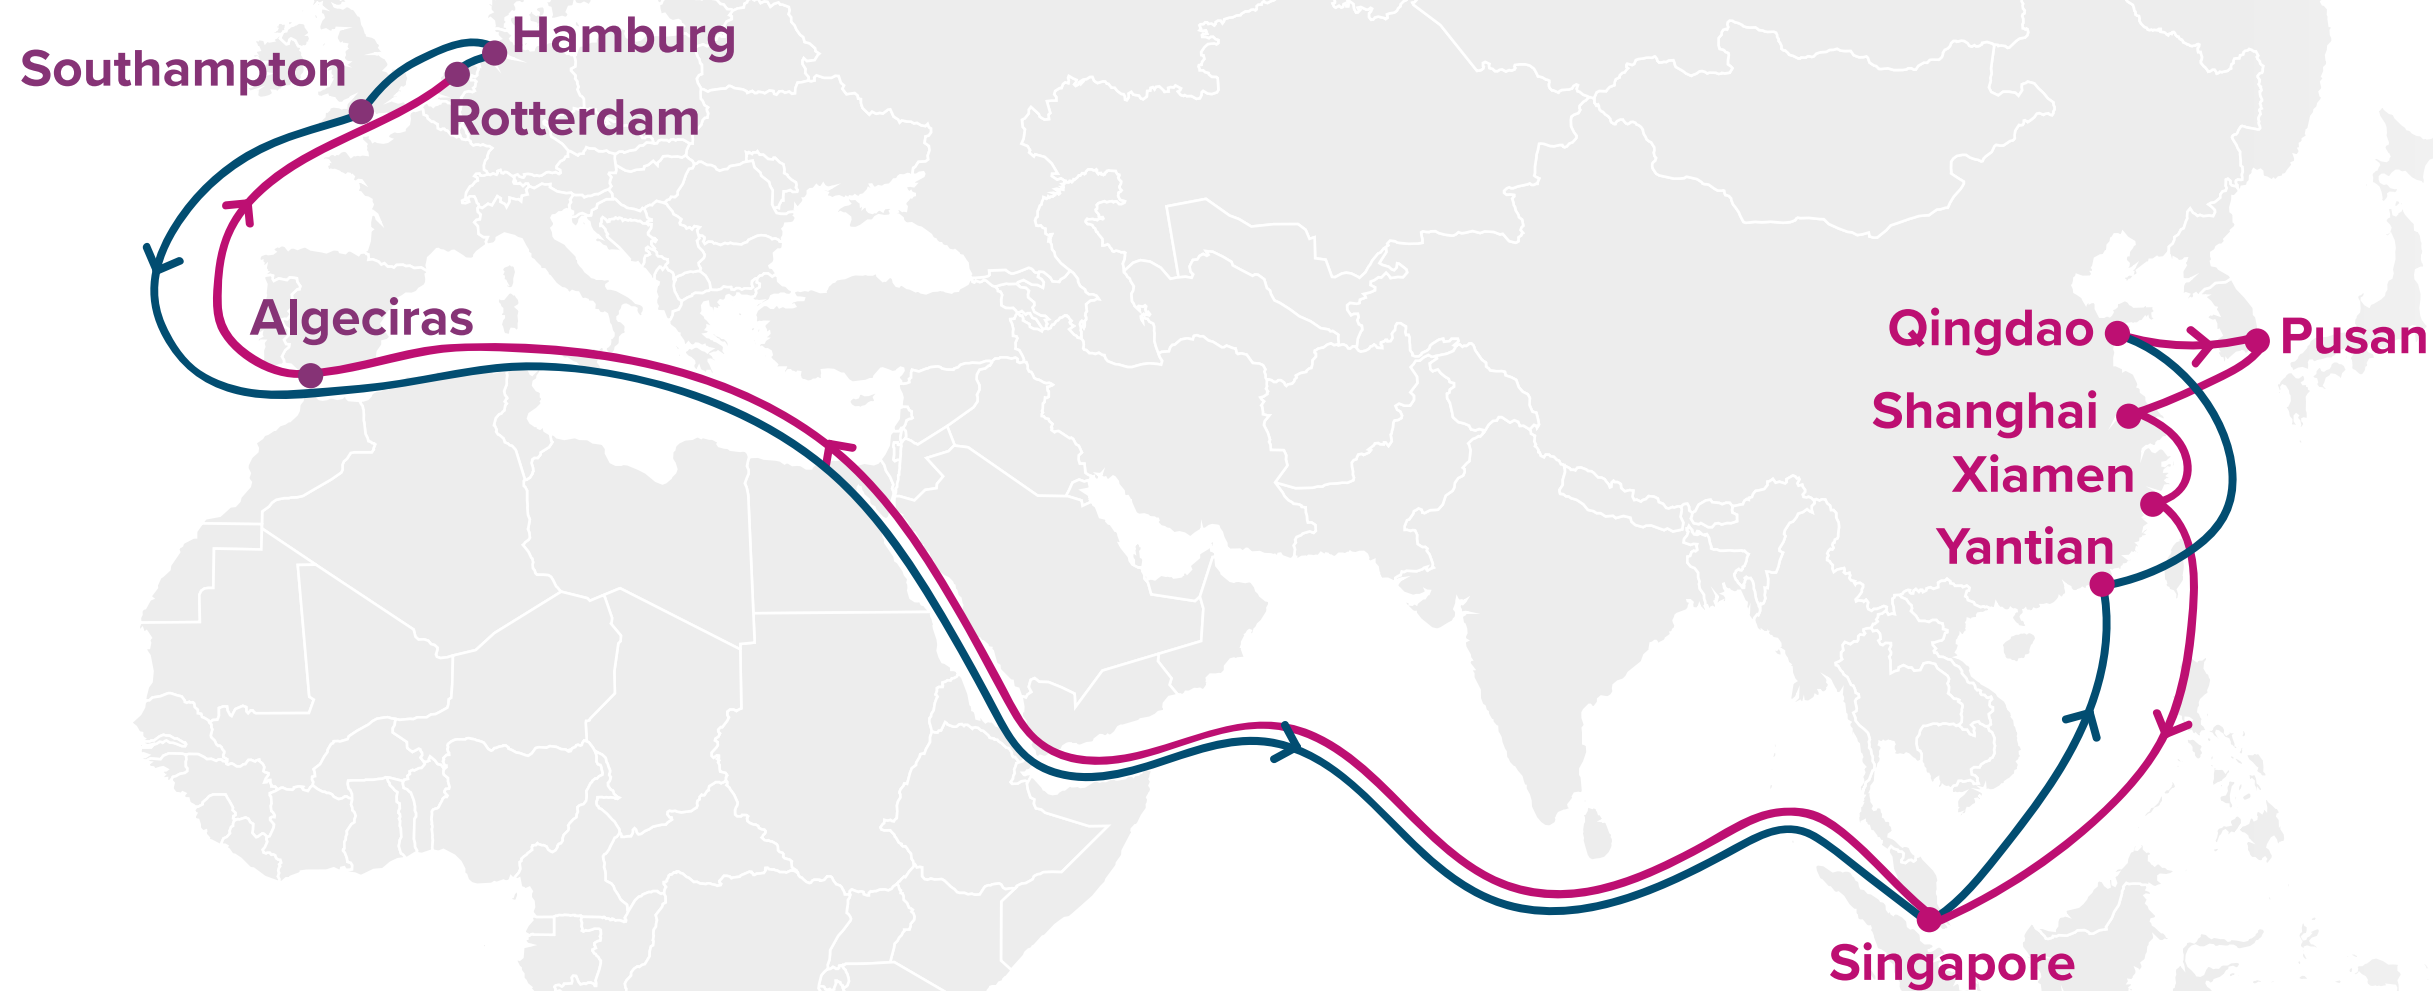 Hamburg
Southampton
Rotterdam
Algeciras
Qingdao
Pusan
Shanghai
Xiamen
Yantian
Singapore